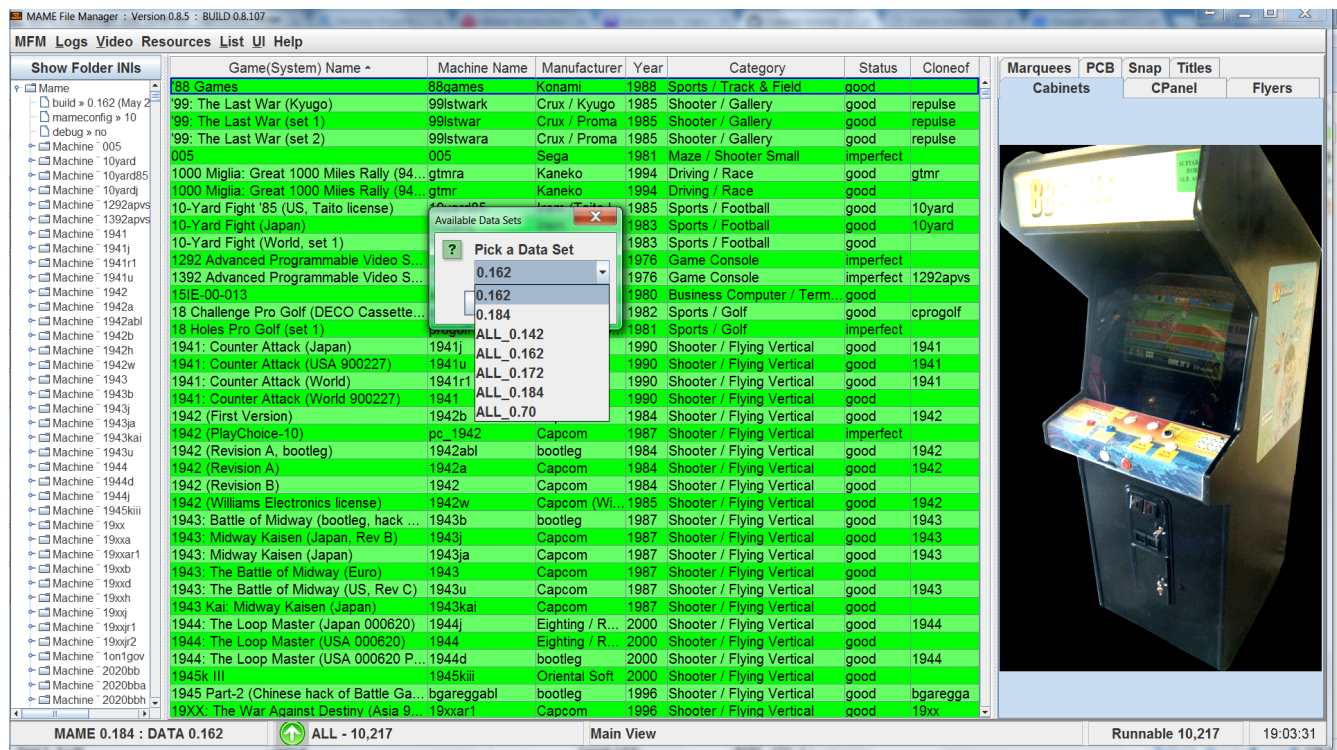 MAME File Manager : Version 0.8.5 : BUILD 0.8.107
MFM Logs Video Resources List UI Help
Show Folder INIs
Mame
build » 0.162 (May 2
mameconfig » 10
debug » no
Machine ¨ 005
Machine ¨ 10yard
Machine ¨ 10yard85
Machine ¨ 10yardj
Machine ¨ 1292apvs
Machine ¨ 1392apvs
Machine ¨ 1941
Machine ¨ 1941j
Machine ¨ 1941r1
Machine ¨ 1941u
Machine ¨ 1942
Machine ¨ 1942a
Machine ¨ 1942abl
Machine ¨ 1942b
Machine ¨ 1942h
Machine ¨ 1942w
Machine ¨ 1943
Machine ¨ 1943b
Machine ¨ 1943j
Machine ¨ 1943ja
Machine ¨ 1943kai
Machine ¨ 1943u
Machine ¨ 1944
Machine ¨ 1944d
Machine ¨ 1944j
Machine ¨ 1945kiii
Machine ¨ 19xx
Machine ¨ 19xxa
Machine ¨ 19xxar1
Machine ¨ 19xxb
Machine ¨ 19xxd
Machine ¨ 19xxh
Machine ¨ 19xxj
Machine ¨ 19xxjr1
Machine ¨ 19xxjr2
Machine ¨ 1on1gov
Machine ¨ 2020bb
Machine ¨ 2020bba
Machine ¨ 2020bbh
Game(System) Name Machine Name Manufacturer Year Category Status Cloneof
'88 Games 88games Konami 1988 Sports / Track & Field good
'99: The Last War (Kyugo) 99lstwark Crux / Kyugo 1985 Shooter / Gallery good repulse
'99: The Last War (set 1) 99lstwar Crux / Proma 1985 Shooter / Gallery good repulse
'99: The Last War (set 2) 99lstwara Crux / Proma 1985 Shooter / Gallery good repulse
005 005 Sega 1981 Maze / Shooter Small imperfect
1000 Miglia: Great 1000 Miles Rally (94... gtmra Kaneko 1994 Driving / Race good gtmr
1000 Miglia: Great 1000 Miles Rally (94... gtmr Kaneko 1994 Driving / Race good
10-Yard Fight '85 (US, Taito license) 1985 Sports / Football good 10yard
10-Yard Fight (Japan) 1983 Sports / Football good 10yard
10-Yard Fight (World, set 1) 1983 Sports / Football good
1292 Advanced Programmable Video S... 1976 Game Console imperfect
1392 Advanced Programmable Video S... 1976 Game Console imperfect 1292apvs
15IE-00-013 1980 Business Computer / Term... good
18 Challenge Pro Golf (DECO Cassette... 1982 Sports / Golf good cprogolf
18 Holes Pro Golf (set 1) 1981 Sports / Golf imperfect
1941: Counter Attack (Japan) 1941j 1990 Shooter / Flying Vertical good 1941
1941: Counter Attack (USA 900227) 1941u 1990 Shooter / Flying Vertical good 1941
1941: Counter Attack (World) 1941r1 1990 Shooter / Flying Vertical good 1941
1941: Counter Attack (World 900227) 1941 1990 Shooter / Flying Vertical good
1942 (First Version) 1942b 1984 Shooter / Flying Vertical good 1942
1942 (PlayChoice-10) pc_1942 Capcom 1987 Shooter / Flying Vertical imperfect
1942 (Revision A, bootleg) 1942abl bootleg 1984 Shooter / Flying Vertical good 1942
1942 (Revision A) 1942a Capcom 1984 Shooter / Flying Vertical good 1942
1942 (Revision B) 1942 Capcom 1984 Shooter / Flying Vertical good
1942 (Williams Electronics license) 1942w Capcom (Wi... 1985 Shooter / Flying Vertical good 1942
1943: Battle of Midway (bootleg, hack ... 1943b bootleg 1987 Shooter / Flying Vertical good 1943
1943: Midway Kaisen (Japan, Rev B) 1943j Capcom 1987 Shooter / Flying Vertical good 1943
1943: Midway Kaisen (Japan) 1943ja Capcom 1987 Shooter / Flying Vertical good 1943
1943: The Battle of Midway (Euro) 1943 Capcom 1987 Shooter / Flying Vertical good
1943: The Battle of Midway (US, Rev C) 1943u Capcom 1987 Shooter / Flying Vertical good 1943
1943 Kai: Midway Kaisen (Japan) 1943kai Capcom 1987 Shooter / Flying Vertical good
1944: The Loop Master (Japan 000620) 1944j Eighting / R... 2000 Shooter / Flying Vertical good 1944
1944: The Loop Master (USA 000620) 1944 Eighting / R... 2000 Shooter / Flying Vertical good
1944: The Loop Master (USA 000620 P... 1944d bootleg 2000 Shooter / Flying Vertical good 1944
1945k III 1945kiii Oriental Soft 2000 Shooter / Flying Vertical good
1945 Part-2 (Chinese hack of Battle Ga... bgareggabl bootleg 1996 Shooter / Flying Vertical good bgaregga
19XX: The War Against Destiny (Asia 9... 19xxar1 Capcom 1996 Shooter / Flying Vertical good 19xx
Available Data Sets
Pick a Data Set
0.162
0.162
0.184
ALL_0.142
ALL_0.162
ALL_0.172
ALL_0.184
ALL_0.70
Marquees PCB Snap Titles
Cabinets CPanel Flyers
MAME 0.184 : DATA 0.162 ALL - 10,217 Main View Runnable 10,217 19:03:31